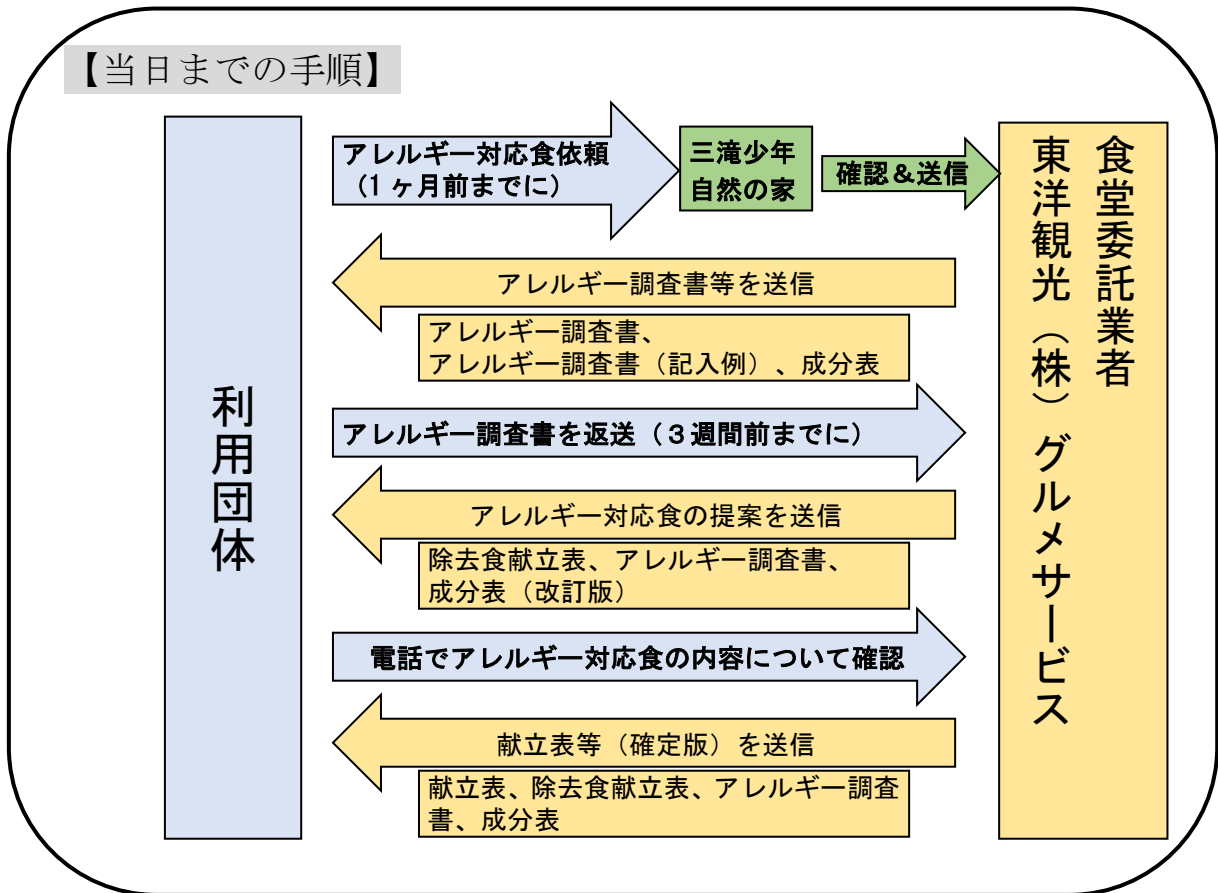 【当日までの手順】
アレルギー対応食依頼
(1ヶ月前までに)
三滝少年
自然の家
確認＆送信
アレルギー調査書等を送信
アレルギー調査書、
アレルギー調査書（記入例）、成分表
アレルギー調査書を返送（３週間前までに）
アレルギー対応食の提案を送信
除去食献立表、アレルギー調査書、
成分表（改訂版）
電話でアレルギー対応食の内容について確認
献立表等（確定版）を送信
献立表、除去食献立表、アレルギー調査
書、成分表
利用団体
食堂委託業者
東洋観光（株）グルメサービス